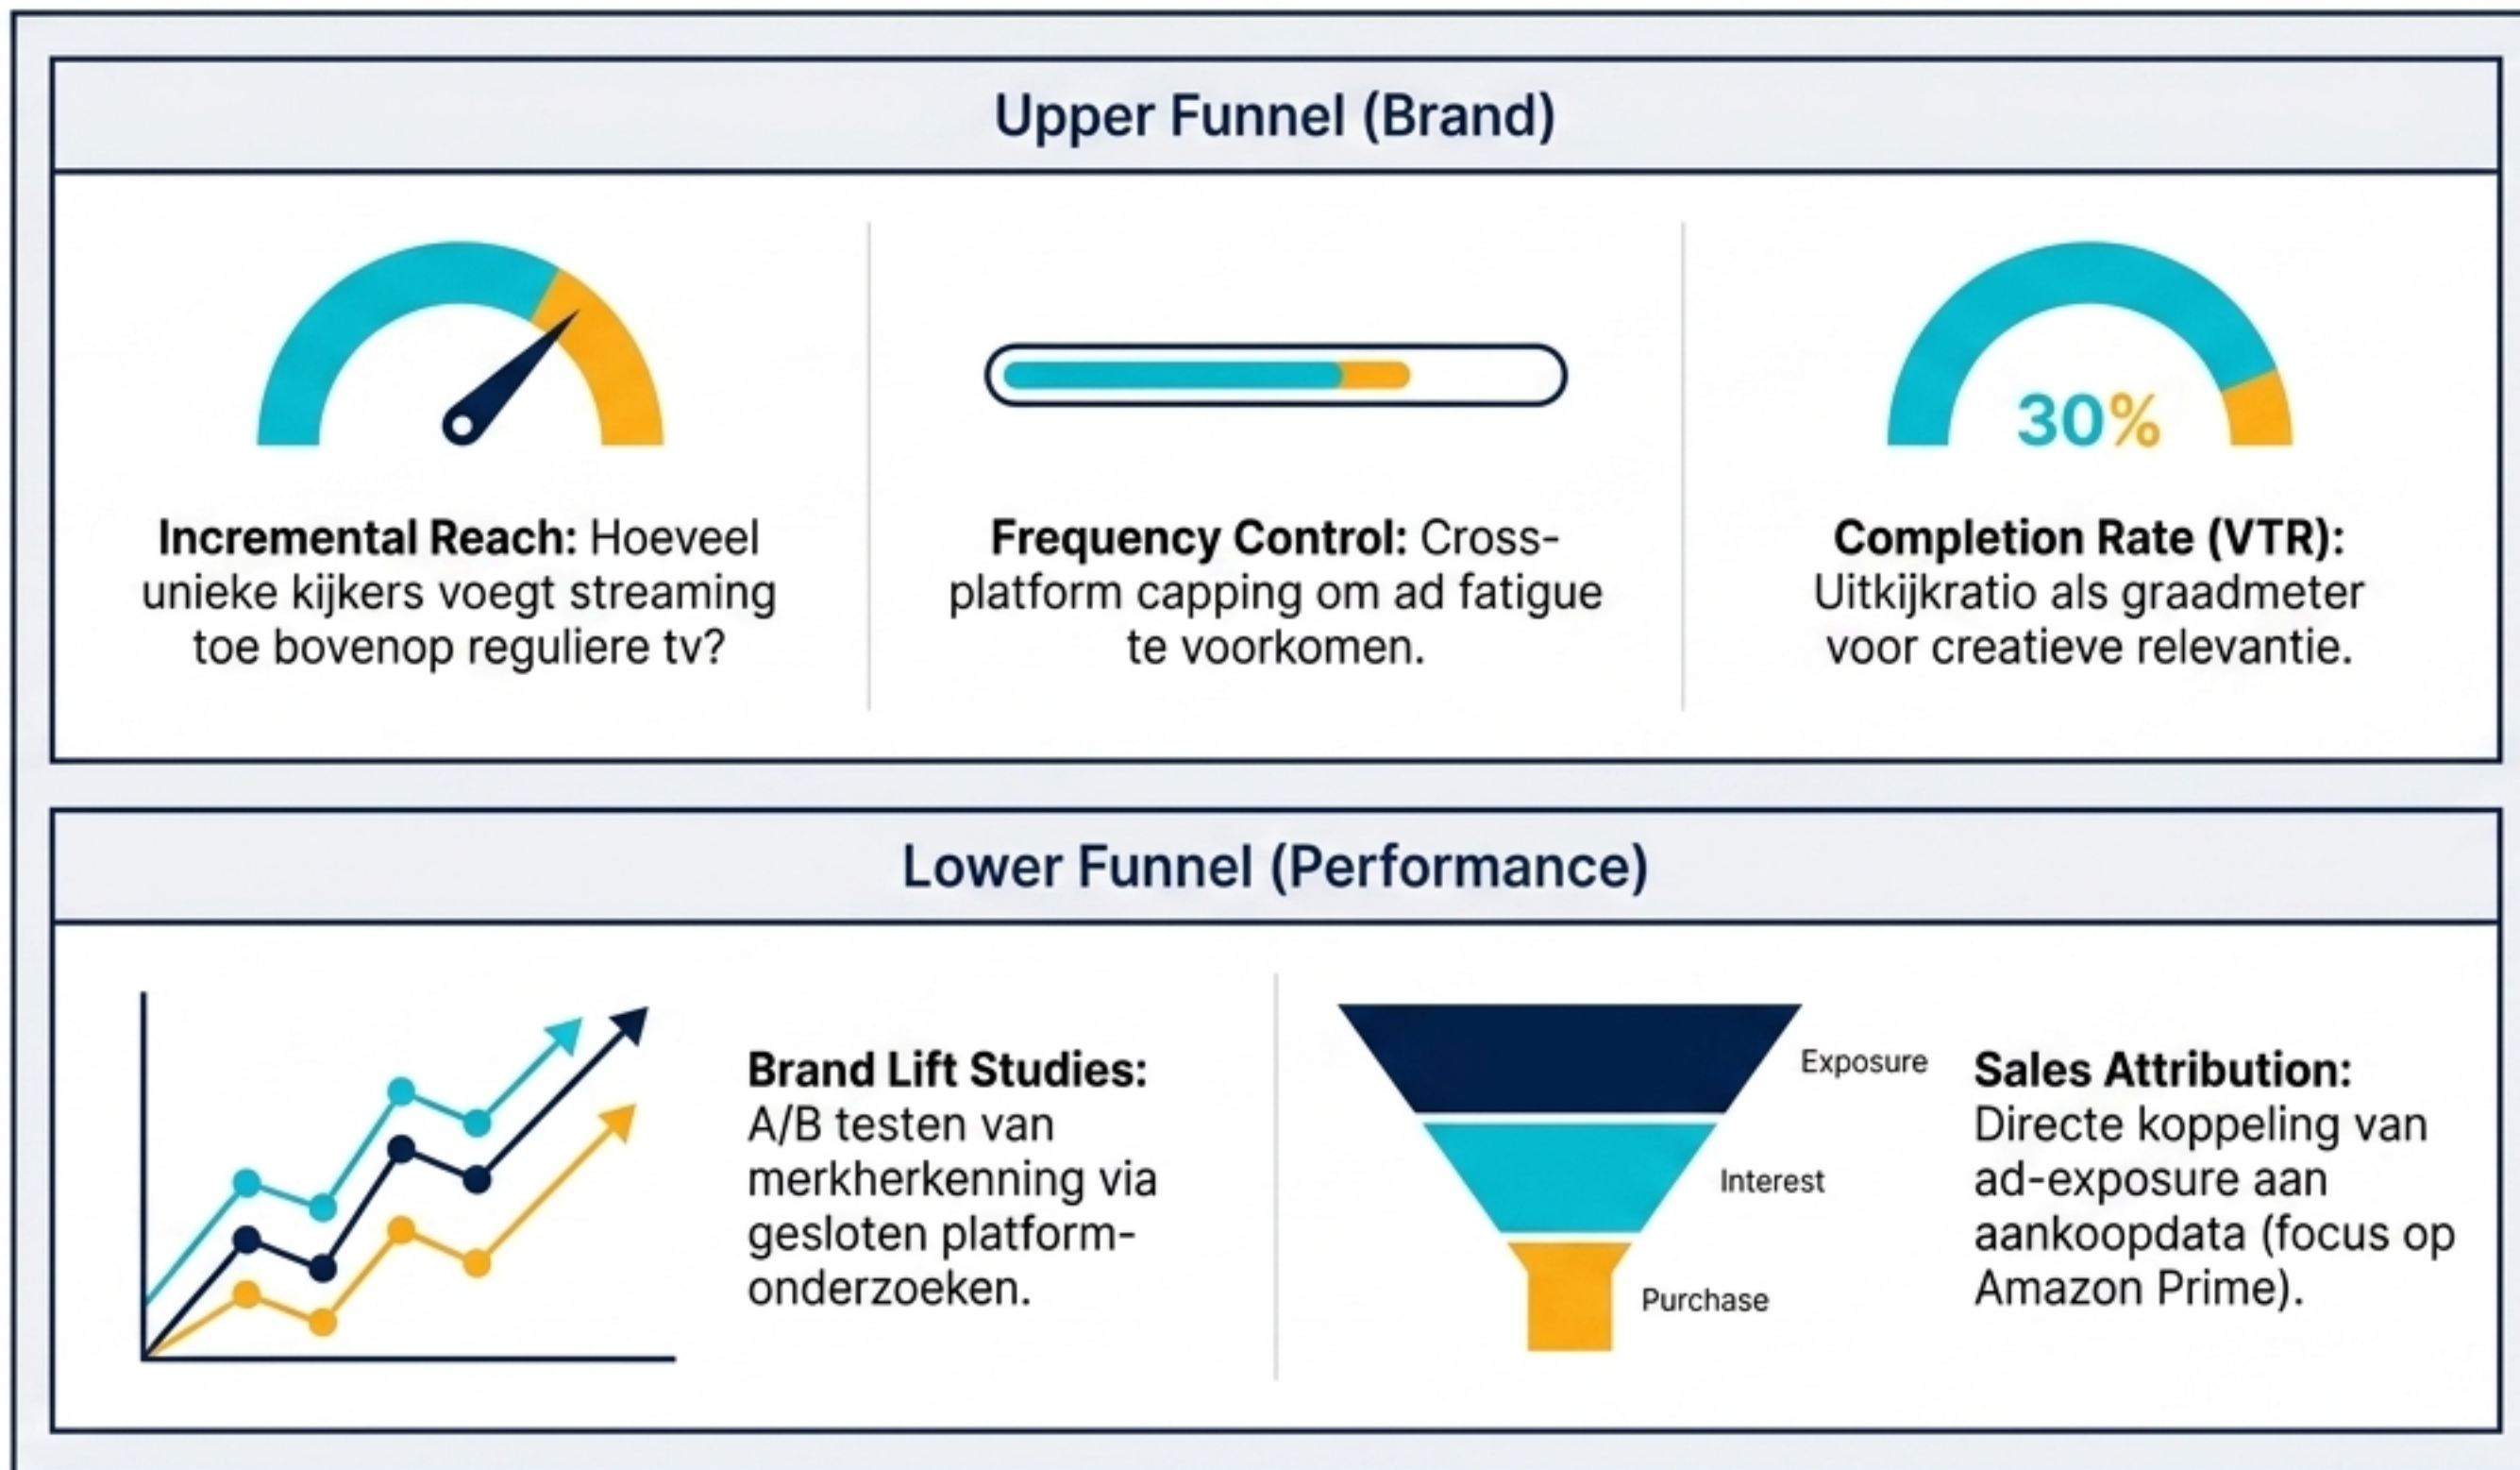 Upper Funnel (Brand)
30%
Incremental Reach: Hoeveel
unieke kijkers voegt streaming
toe bovenop reguliere tv?
Frequency Control: Cross-
platform capping om ad fatigue
te voorkomen.
Completion Rate (VTR):
Uitkijkratio als graadmeter
voor creatieve relevantie.
Lower Funnel (Performance)
Brand Lift Studies:
A/B testen van
merkherkenning via
gesloten platform-
onderzoeken.
Exposure
Interest
Purchase
Sales Attribution:
Directe koppeling van
ad-exposure aan
aankoopdata (focus op
Amazon Prime).